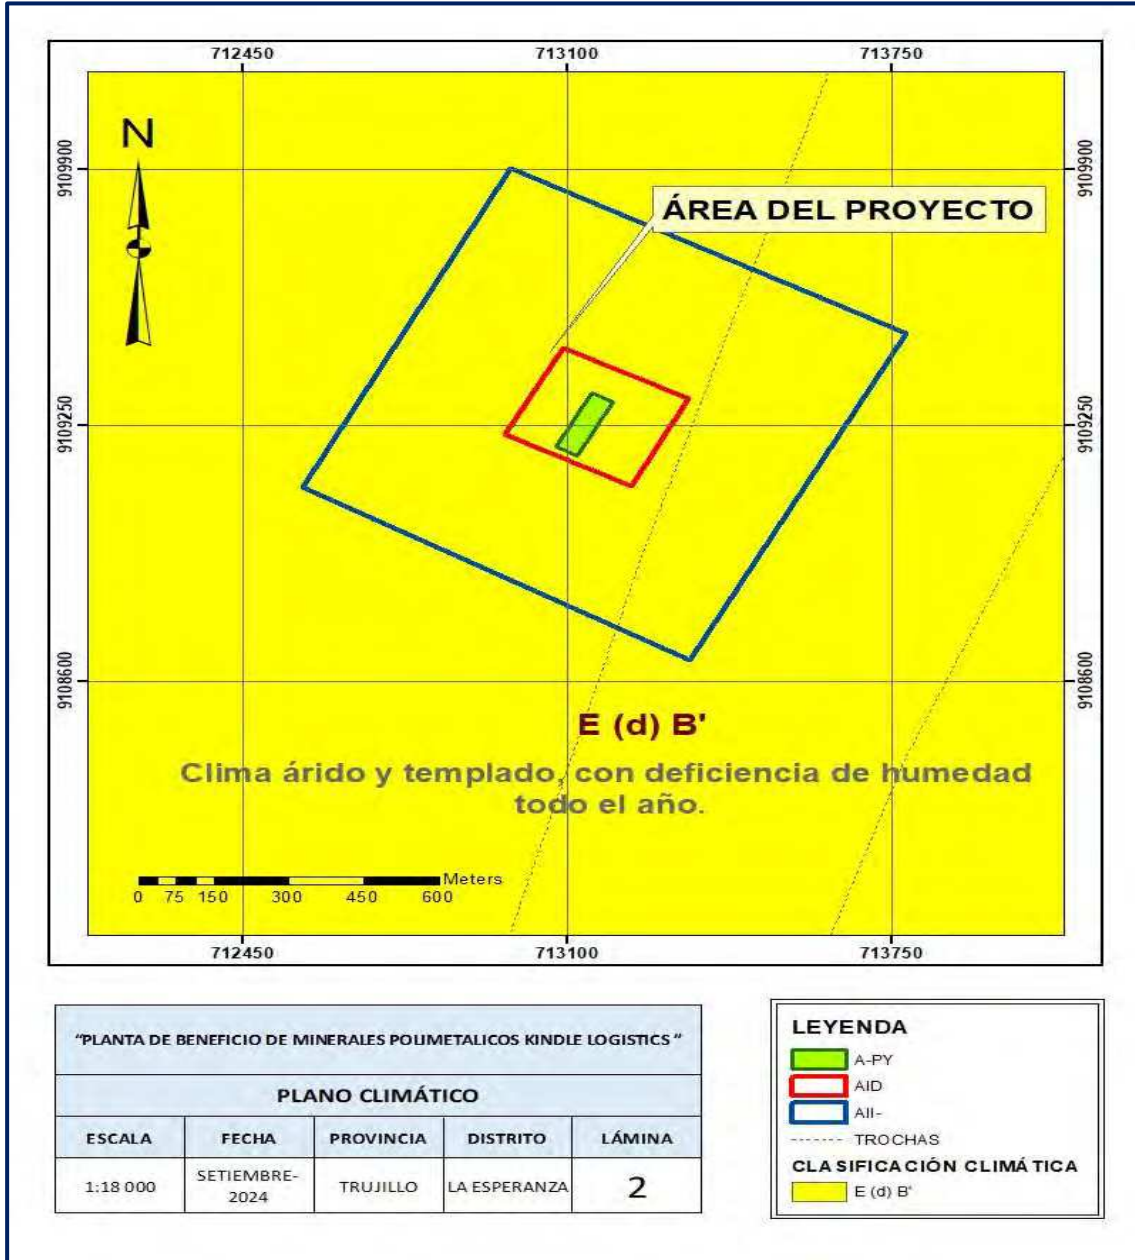 712450 713100 713750
N
9109900 9109900
ÁREA DEL PROYECTO
9109250 9109250
9108600 9108600
E (d) B'
Clima árido y templado, con deficiencia de humedad
todo el año.
Meters
0 75 150 300 450 600
712450 713100 713750
"PLANTA DE BENEFICIO DE MINERALES POLIMETALICOS KINDLE LOGISTICS "
PLANO CLIMÁTICO
ESCALA FECHA PROVINCIA DISTRITO LÁMINA
1:18 000 SETIEMBRE-2024 TRUJILLO LA ESPERANZA 2
LEYENDA
A-PY
AID
AII-
TROCHAS
CLASIFICACIÓN CLIMÁTICA
E (d) B'